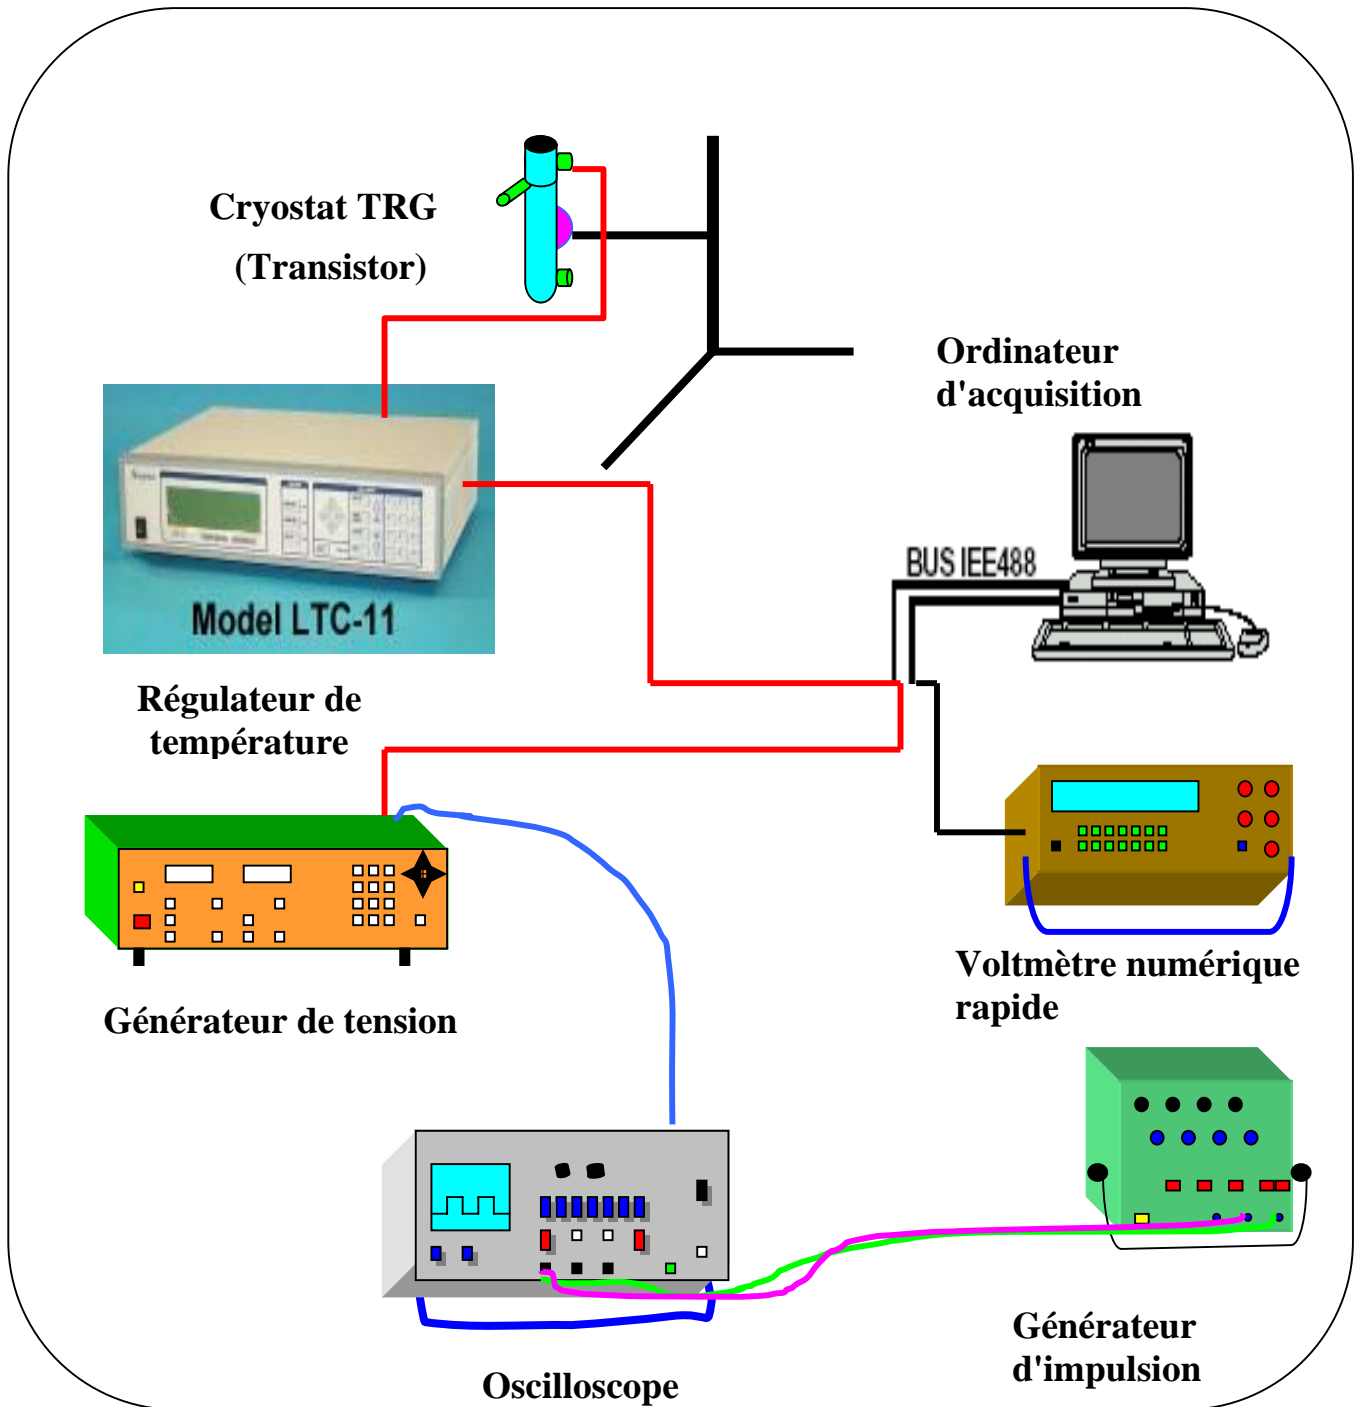 Cryostat TRG
(Transistor)
Ordinateur
d'acquisition
BUS IEE488
Model LTC-11
Régulateur de
température
Générateur de tension
Voltmètre numérique
rapide
Générateur
d'impulsion
Oscilloscope